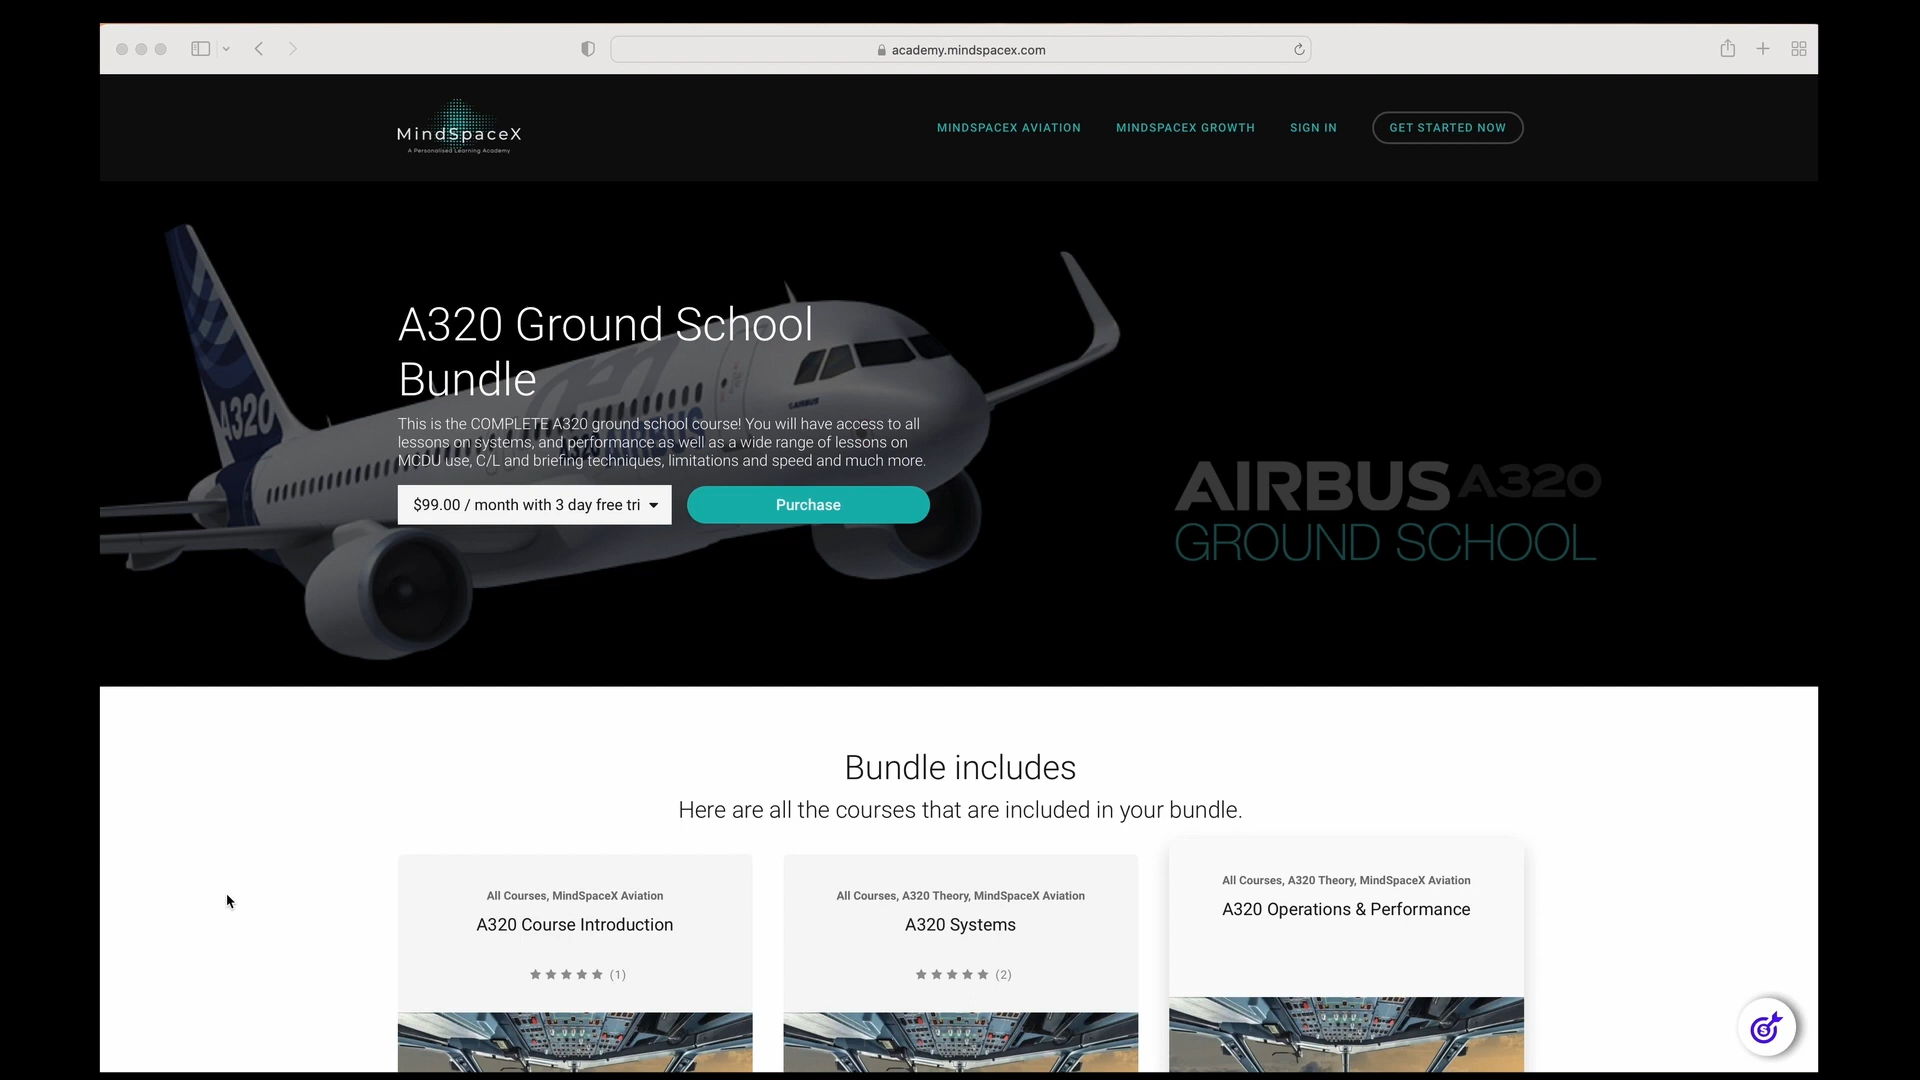 academy.mindspacex.com
MindSpaceX
A Personalised Learning Academy
MINDSPACEX AVIATION
MINDSPACEX GROWTH
SIGN IN
GET STARTED NOW
A320 Ground School
Bundle
This is the COMPLETE A320 ground school course! You will have access to all
lessons on systems, and performance as well as a wide range of lessons on
MCDU use, C/L and briefing techniques, limitations and speed and much more.
$99.00 / month with 3 day free tri
Purchase
A320
AIRBUS
A320 AIRBUS
AIRBUS A320
GROUND SCHOOL
Bundle includes
Here are all the courses that are included in your bundle.
All Courses, MindSpaceX Aviation
A320 Course Introduction
(1)
All Courses, A320 Theory, MindSpaceX Aviation
A320 Systems
(2)
All Courses, A320 Theory, MindSpaceX Aviation
A320 Operations & Performance